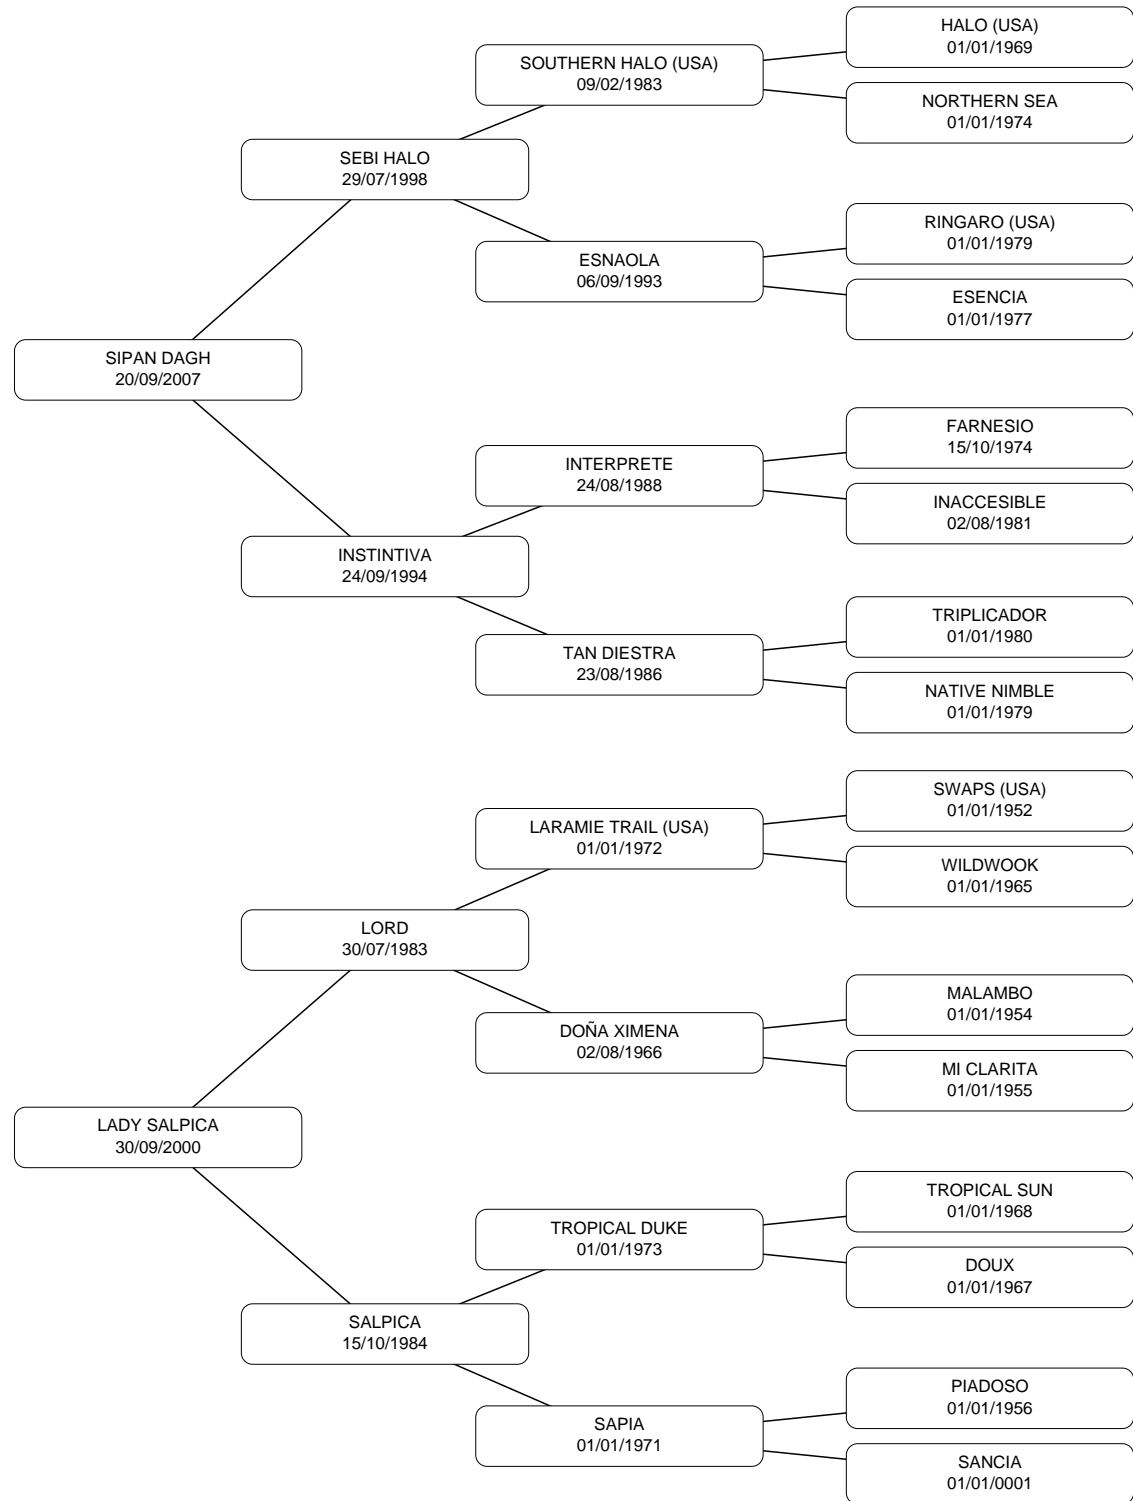 HALO (USA)
01/01/1969
SOUTHERN HALO (USA)
09/02/1983
NORTHERN SEA
01/01/1974
SEBI HALO
29/07/1998
RINGARO (USA)
01/01/1979
ESNAOLA
06/09/1993
ESENCIA
01/01/1977
SIPAN DAGH
20/09/2007
FARNESIO
15/10/1974
INTERPRETE
24/08/1988
INACCESIBLE
02/08/1981
INSTINTIVA
24/09/1994
TRIPLICADOR
01/01/1980
TAN DIESTRA
23/08/1986
NATIVE NIMBLE
01/01/1979
SWAPS (USA)
01/01/1952
LARAMIE TRAIL (USA)
01/01/1972
WILDWOOK
01/01/1965
LORD
30/07/1983
MALAMBO
01/01/1954
DOÑA XIMENA
02/08/1966
MI CLARITA
01/01/1955
LADY SALPICA
30/09/2000
TROPICAL SUN
01/01/1968
TROPICAL DUKE
01/01/1973
DOUX
01/01/1967
SALPICA
15/10/1984
PIADOSO
01/01/1956
SAPIA
01/01/1971
SANCIA
01/01/0001